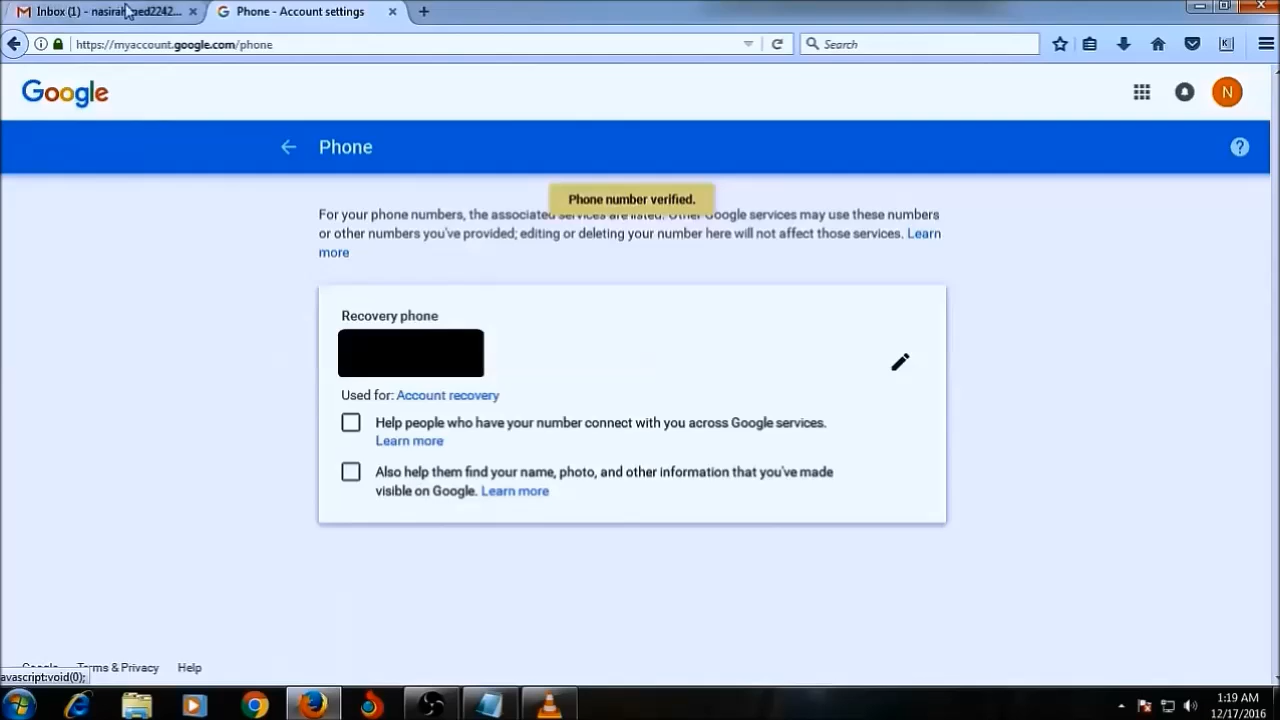 Inbox (1) - nasirah ed2242...
Phone - Account settings
https://myaccount.google.com/phone
Search
Google
N
Phone
Phone number verified.
For your phone numbers, the associated services are listed. Other Google services may use these numbers
or other numbers you've provided; editing or deleting your number here will not affect those services. Learn
more
Recovery phone
Used for: Account recovery
Help people who have your number connect with you across Google services.
Learn more
Also help them find your name, photo, and other information that you've made
visible on Google. Learn more
Google Terms & Privacy Help
avascript:void(0);
1:19 AM
12/17/2016